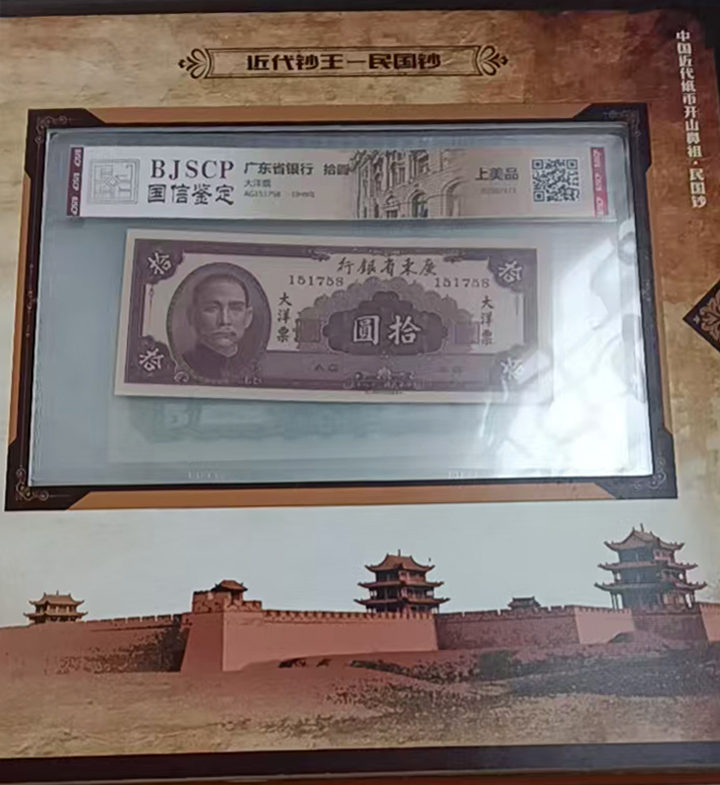 近代钞王—民国钞
中国近代纸币开山鼻祖·民国钞
BJSCP
国信鉴定
广东省银行 拾圆
大洋票
上美品
行銀省東廣
151758 151758
大洋票
圓拾
大洋票
拾
拾
拾
拾